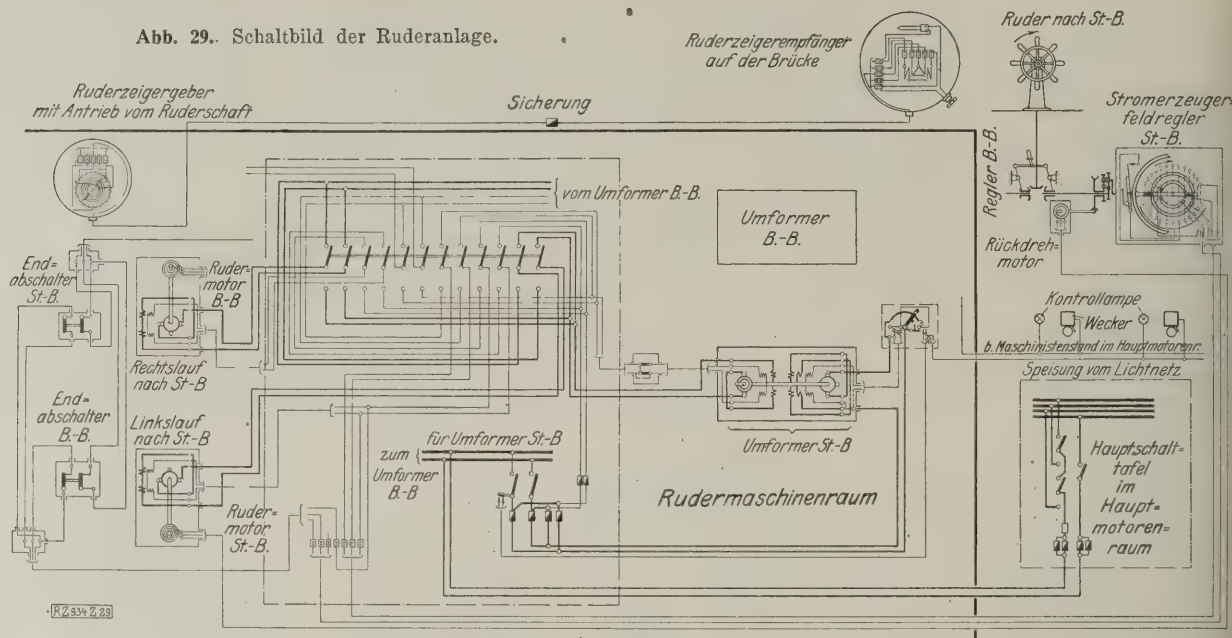 Abb. 29. Schaltbild der Ruderanlage.
Ruderzeigerempfänger
auf der Brücke
Ruder nach St-B.
Ruderzeigergeber
mit Antrieb vom Ruderschaft
Sicherung
Stromerzeuger-
feldregler
St.-B.
Regler B.-B.
Rückdreh-
motor
vom Umformer B.-B.
Umformer
B.-B.
End=
abschalter
St-B.
Ruder-
motor
B.-B
Rechtslauf
nach St-B
Kontrollampe
Wecker
b. Maschinistenstand im Hauptmotorenr.
Speisung vom Lichtnetz
End=
abschalter
B.-B.
Linkslauf
nach St-B
für Umformer St.-B
zum
Umformer
B.-B
Umformer St-B
Ruder-
motor
St.-B.
Rudermaschinenraum
Hauptschalt-
tafel
im
Haupt=
motoren=
raum
RZ934Z29